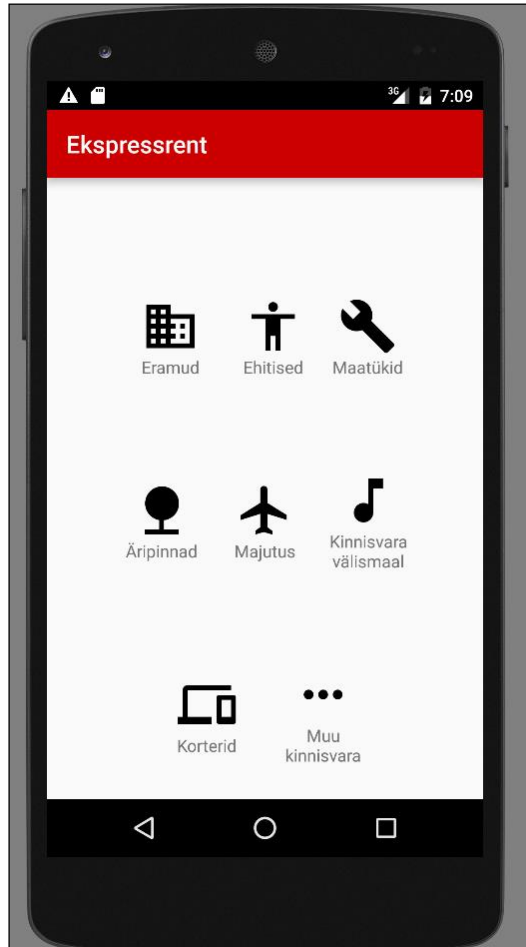 3G 7:09
Ekspressrent
Eramud Ehitised Maatükid
Äripinnad Majutus Kinnisvara
välismaal
Korterid Muu
kinnisvara